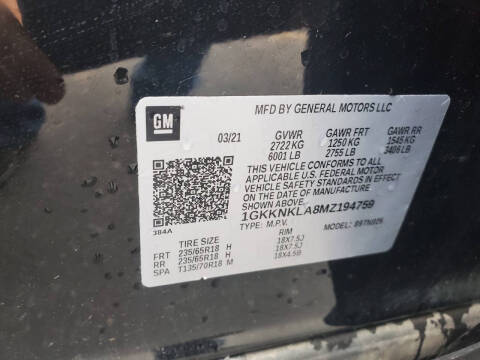 GM
MFD BY GENERAL MOTORS LLC
03/21 GVWR GAWR FRT GAWR RR
2722 KG 1250 KG 1545 KG
6001 LB 2755 LB 3406 LB
THIS VEHICLE CONFORMS TO ALL
APPLICABLE U.S. FEDERAL MOTOR
VEHICLE SAFETY STANDARDS IN EFFECT
ON THE DATE OF MANUFACTURE
SHOWN ABOVE.
1GKKNKLA8MZ194759
TYPE: M.P.V. MODEL:
384A
TIRE SIZE RIM
FRT 235/65R18 H 18X7.5J
RR 235/65R18 H 18X7.5J
SPA T135/70R18 M 18X4.5B